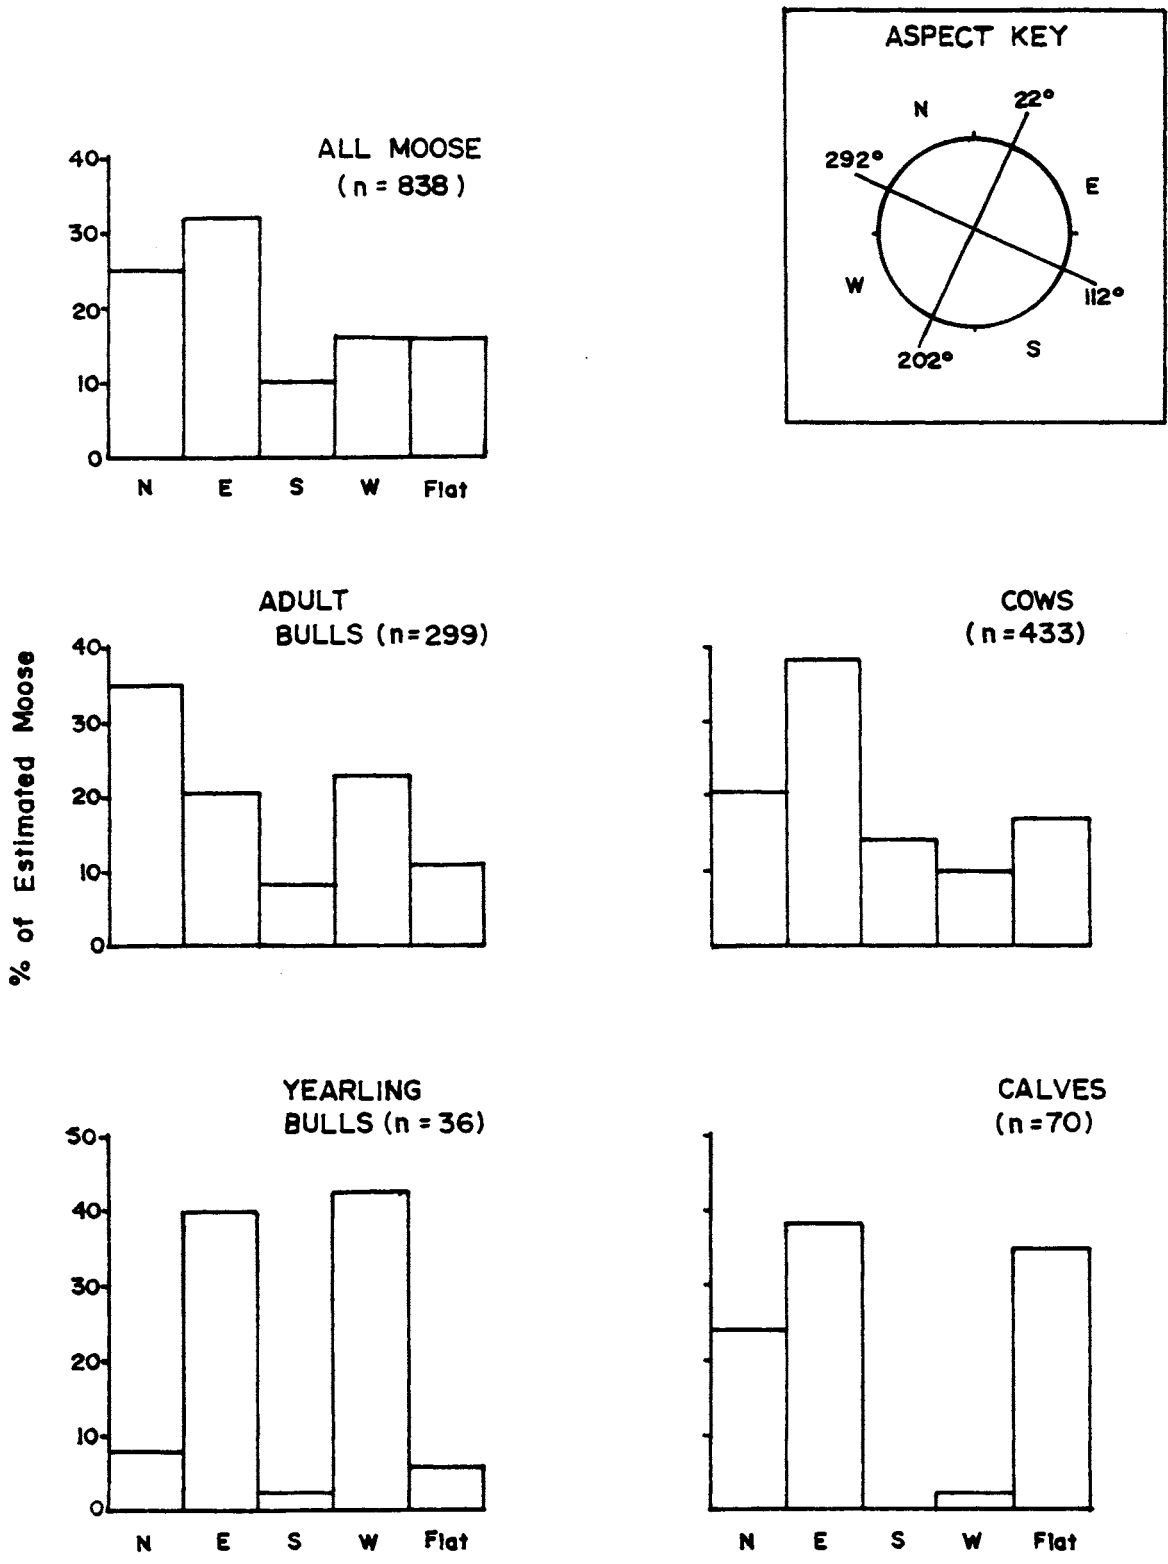 ASPECT KEY
N
22°
292°
E
W
112°
202°
S
ALL MOOSE
(n = 838)
40
30
20
10
0
N E S W Flat
% of Estimated Moose
ADULT
BULLS (n=299)
40
30
20
10
0
COWS
(n=433)
YEARLING
BULLS (n = 36)
50
40
30
20
10
0
N E S W Flat
CALVES
(n=70)
N E S W Flat